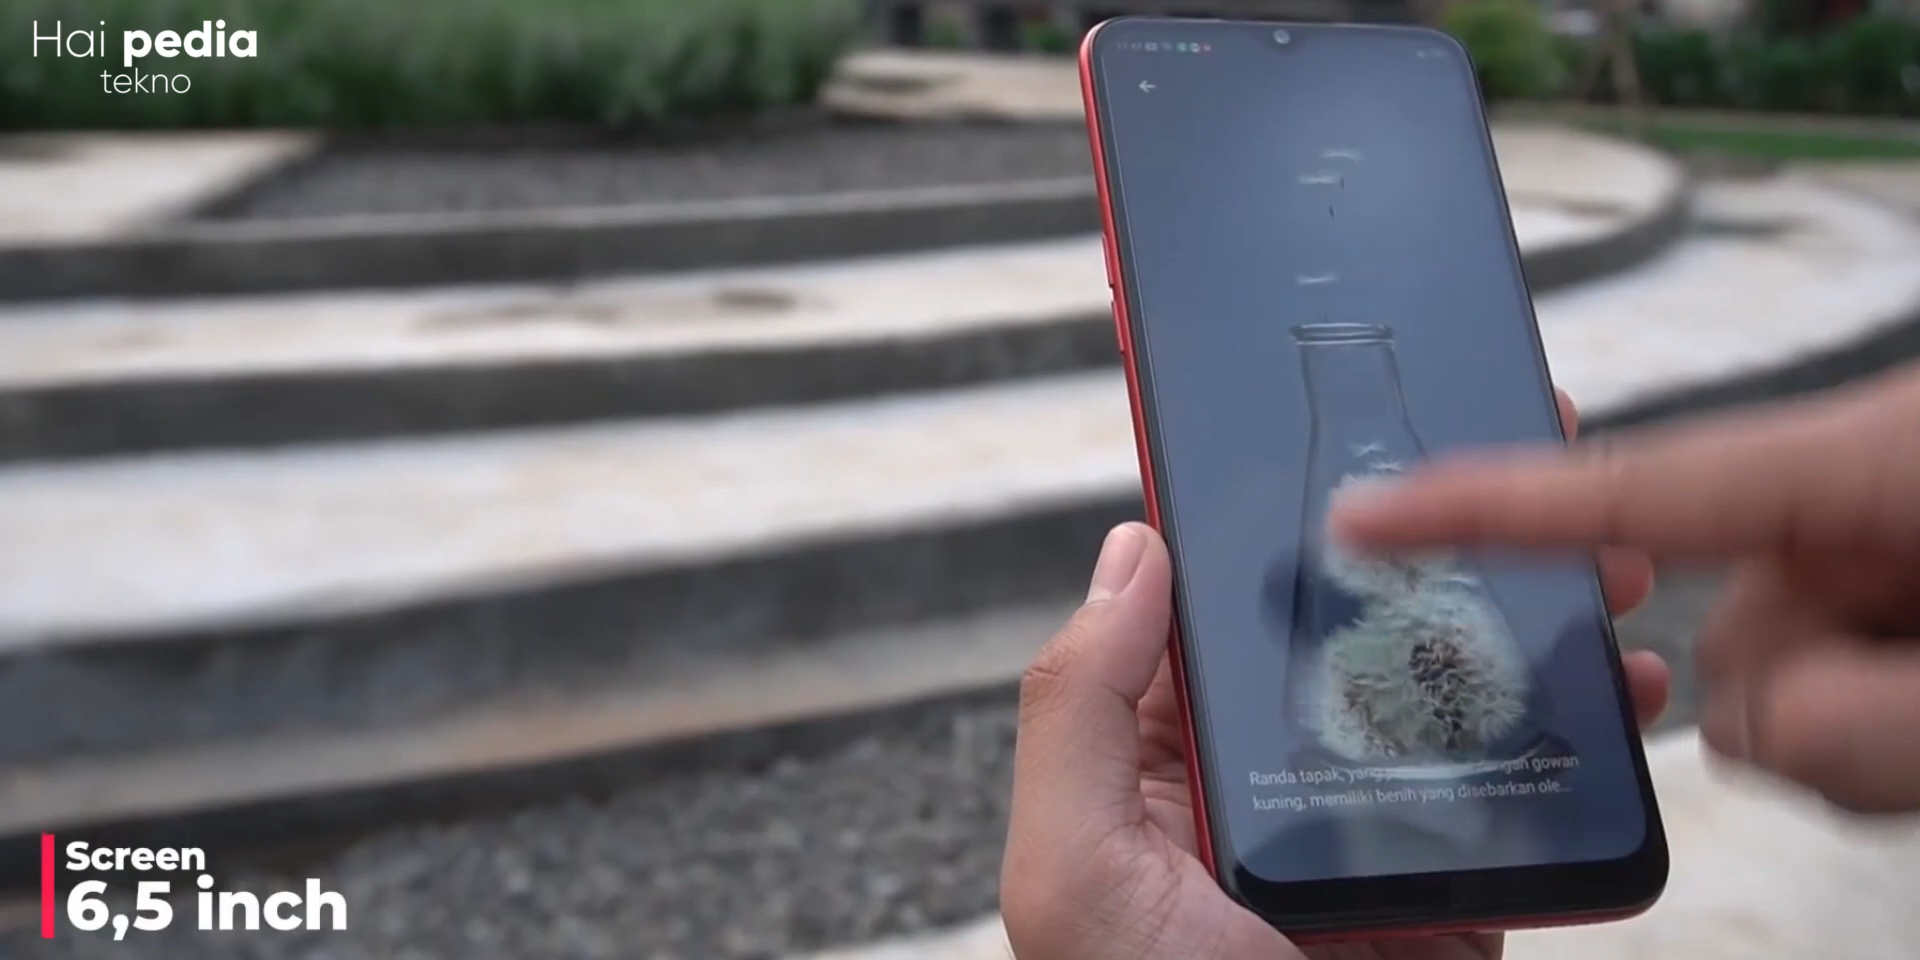 Hai pedia
tekno
Randa tapak, yang gowan
kuning, memiliki benih yang disebarkan ole...
Screen
6,5 inch